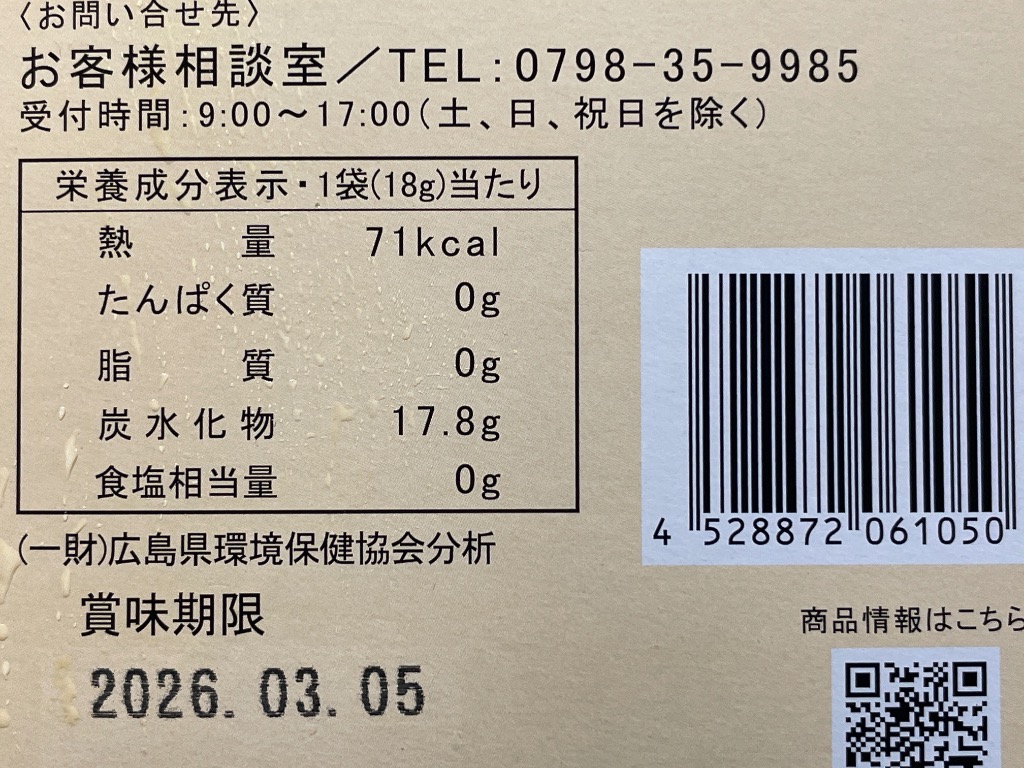 〈お問い合せ先〉
お客様相談室／TEL:0798-35-9985
受付時間:9:00〜17:00(土、日、祝日を除く)
栄養成分表示・1袋(18g)当たり
熱量 71kcal
たんぱく質 0g
脂質 0g
炭水化物 17.8g
食塩相当量 0g
(一財)広島県環境保健協会分析
賞味期限
2026.03.05
4 528872 061050
商品情報はこちら